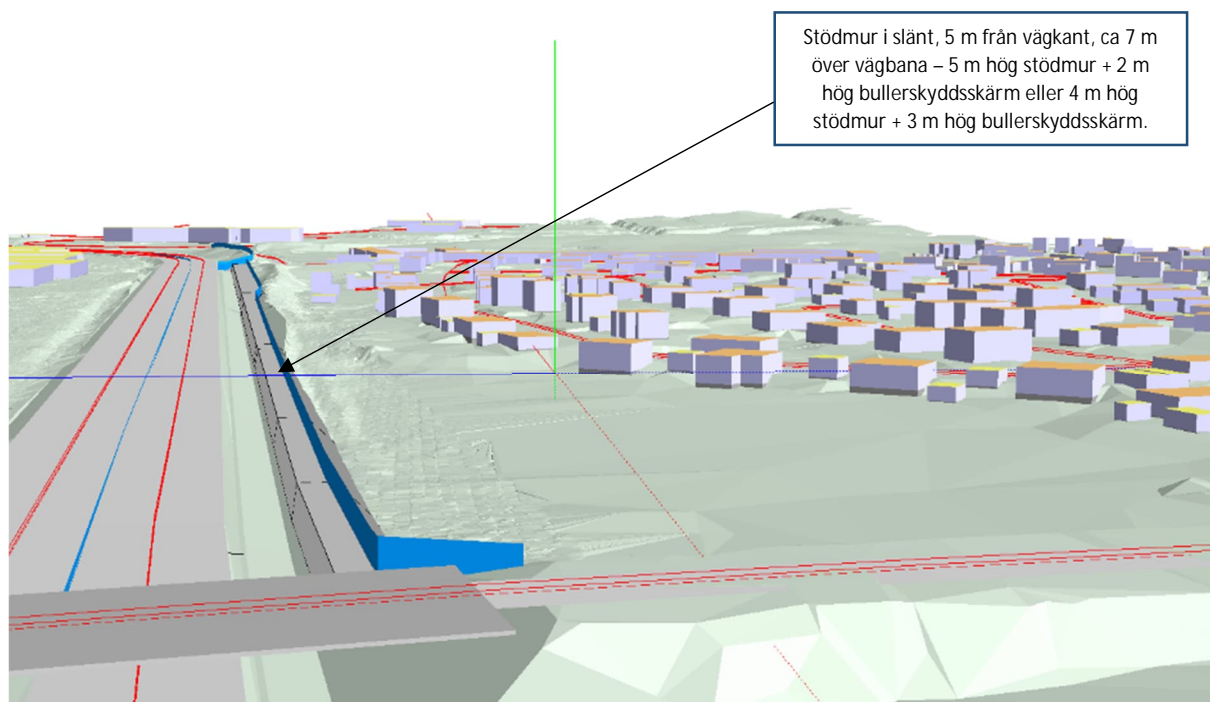 Stödmur i slänt, 5 m från vägkant, ca 7 m
över vägbana – 5 m hög stödmur + 2 m
hög bullerskyddsskärm eller 4 m hög
stödmur + 3 m hög bullerskyddsskärm.